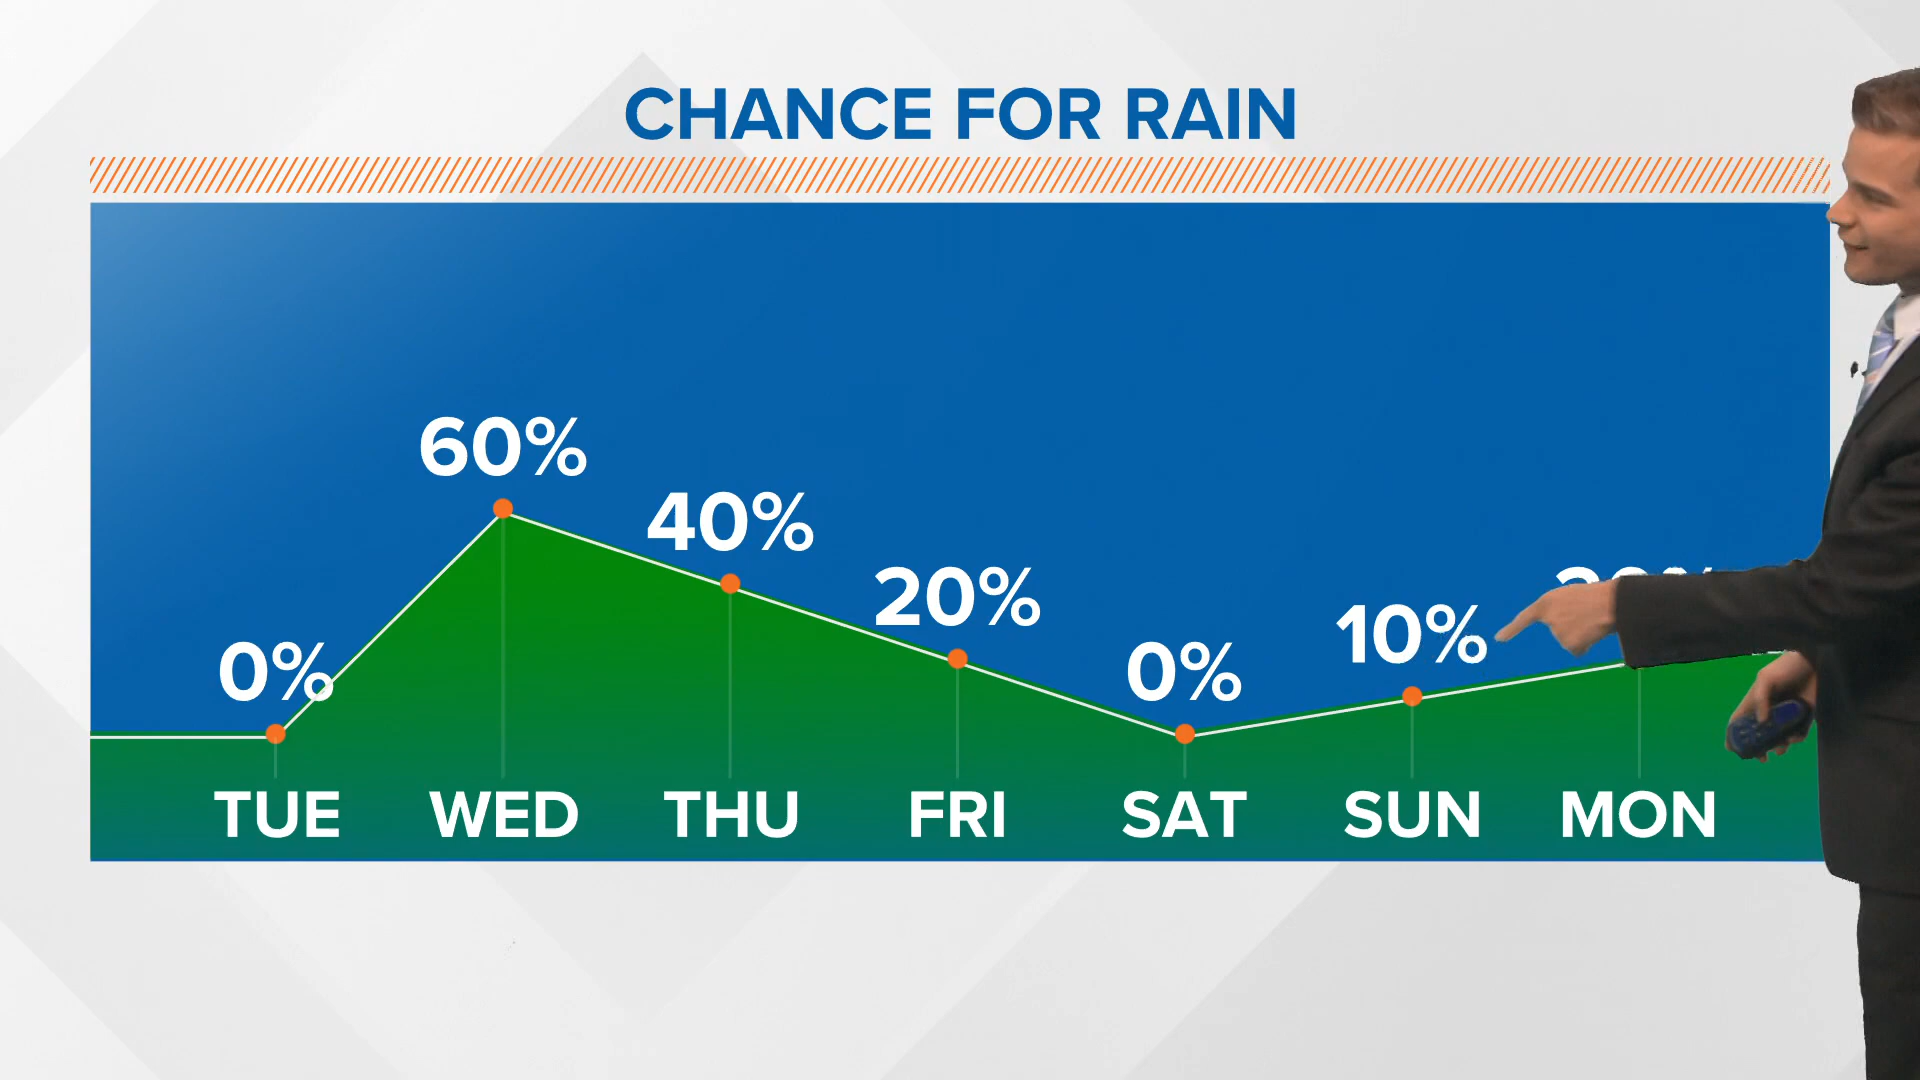 CHANCE FOR RAIN
0% 60% 40% 20% 0% 10%
TUE WED THU FRI SAT SUN MON